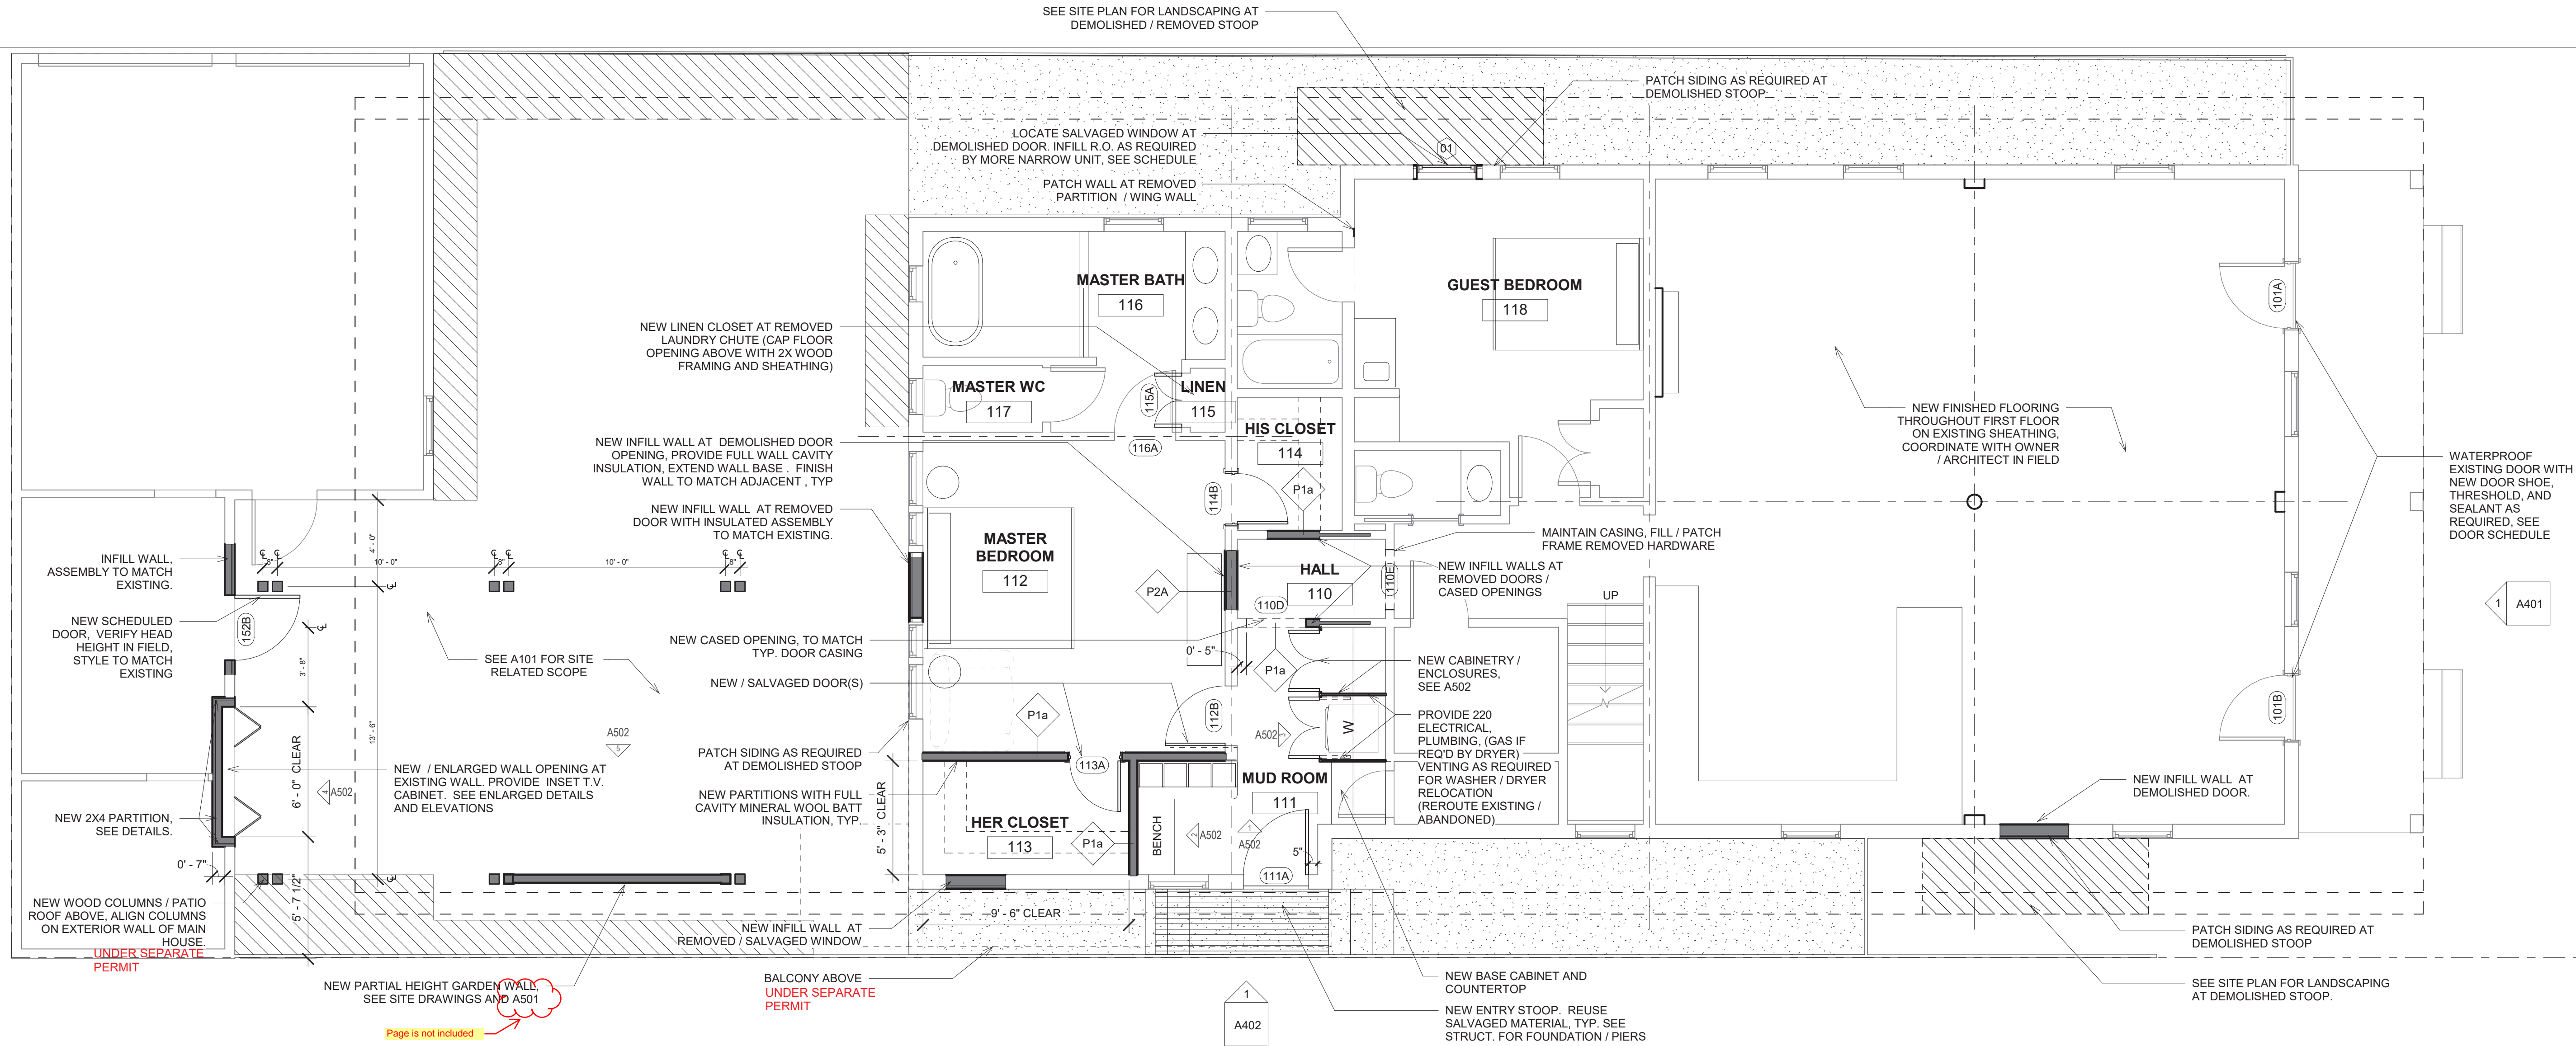 SEE SITE PLAN FOR LANDSCAPING AT
DEMOLISHED / REMOVED STOOP
PATCH SIDING AS REQUIRED AT
DEMOLISHED STOOP
LOCATE SALVAGED WINDOW AT
DEMOLISHED DOOR. INFILL R.O. AS REQUIRED
BY MORE NARROW UNIT, SEE SCHEDULE
01
PATCH WALL AT REMOVED
PARTITION / WING WALL
MASTER BATH
116
GUEST BEDROOM
118
101A
NEW LINEN CLOSET AT REMOVED
LAUNDRY CHUTE (CAP FLOOR
OPENING ABOVE WITH 2X WOOD
FRAMING AND SHEATHING)
MASTER WC
117
115A
LINEN
115
HIS CLOSET
114
P1a
116A
114B
NEW FINISHED FLOORING
THROUGHOUT FIRST FLOOR
ON EXISTING SHEATHING,
COORDINATE WITH OWNER
/ ARCHITECT IN FIELD
WATERPROOF
EXISTING DOOR WITH
NEW DOOR SHOE,
THRESHOLD, AND
SEALANT AS
REQUIRED, SEE
DOOR SCHEDULE
NEW INFILL WALL AT DEMOLISHED DOOR
OPENING, PROVIDE FULL WALL CAVITY
INSULATION, EXTEND WALL BASE . FINISH
WALL TO MATCH ADJACENT , TYP
NEW INFILL WALL AT REMOVED
DOOR WITH INSULATED ASSEMBLY
TO MATCH EXISTING.
MASTER
BEDROOM
112
P2A
HALL
110
110E
110D
MAINTAIN CASING, FILL / PATCH
FRAME REMOVED HARDWARE
NEW INFILL WALLS AT
REMOVED DOORS /
CASED OPENINGS
UP
1
A401
INFILL WALL,
ASSEMBLY TO MATCH
EXISTING.
4' - 0"
5"
10' - 0"
5"
10' - 0"
5"
NEW SCHEDULED
DOOR, VERIFY HEAD
HEIGHT IN FIELD,
STYLE TO MATCH
EXISTING
152B
3' - 8"
13' - 6"
SEE A101 FOR SITE
RELATED SCOPE
NEW CASED OPENING, TO MATCH
TYP. DOOR CASING
0' - 5"
P1a
NEW / SALVAGED DOOR(S)
P1a
112B
NEW CABINETRY /
ENCLOSURES,
SEE A502
W
A502
3
PROVIDE 220
ELECTRICAL,
PLUMBING, (GAS IF
REQ'D BY DRYER)
VENTING AS REQUIRED
FOR WASHER / DRYER
RELOCATION
(REROUTE EXISTING /
ABANDONED)
101B
A502
5
PATCH SIDING AS REQUIRED
AT DEMOLISHED STOOP
113A
MUD ROOM
111
6' - 0" CLEAR
4
A502
NEW / ENLARGED WALL OPENING AT
EXISTING WALL. PROVIDE INSET T.V.
CABINET. SEE ENLARGED DETAILS
AND ELEVATIONS
NEW 2X4 PARTITION,
SEE DETAILS.
NEW PARTITIONS WITH FULL
CAVITY MINERAL WOOL BATT
INSULATION, TYP.
5' - 3" CLEAR
HER CLOSET
113
P1a
BENCH
2
A502
1
A502
5"
111A
NEW INFILL WALL AT
DEMOLISHED DOOR.
0' - 7"
5' - 7 1/2"
NEW WOOD COLUMNS / PATIO
ROOF ABOVE, ALIGN COLUMNS
ON EXTERIOR WALL OF MAIN
HOUSE.
UNDER SEPARATE
PERMIT
9' - 6" CLEAR
NEW INFILL WALL AT
REMOVED / SALVAGED WINDOW
PATCH SIDING AS REQUIRED AT
DEMOLISHED STOOP
NEW PARTIAL HEIGHT GARDEN WALL,
SEE SITE DRAWINGS AND A501
Page is not included
BALCONY ABOVE
UNDER SEPARATE
PERMIT
1
A402
NEW BASE CABINET AND
COUNTERTOP
NEW ENTRY STOOP. REUSE
SALVAGED MATERIAL, TYP. SEE
STRUCT. FOR FOUNDATION / PIERS
SEE SITE PLAN FOR LANDSCAPING
AT DEMOLISHED STOOP.